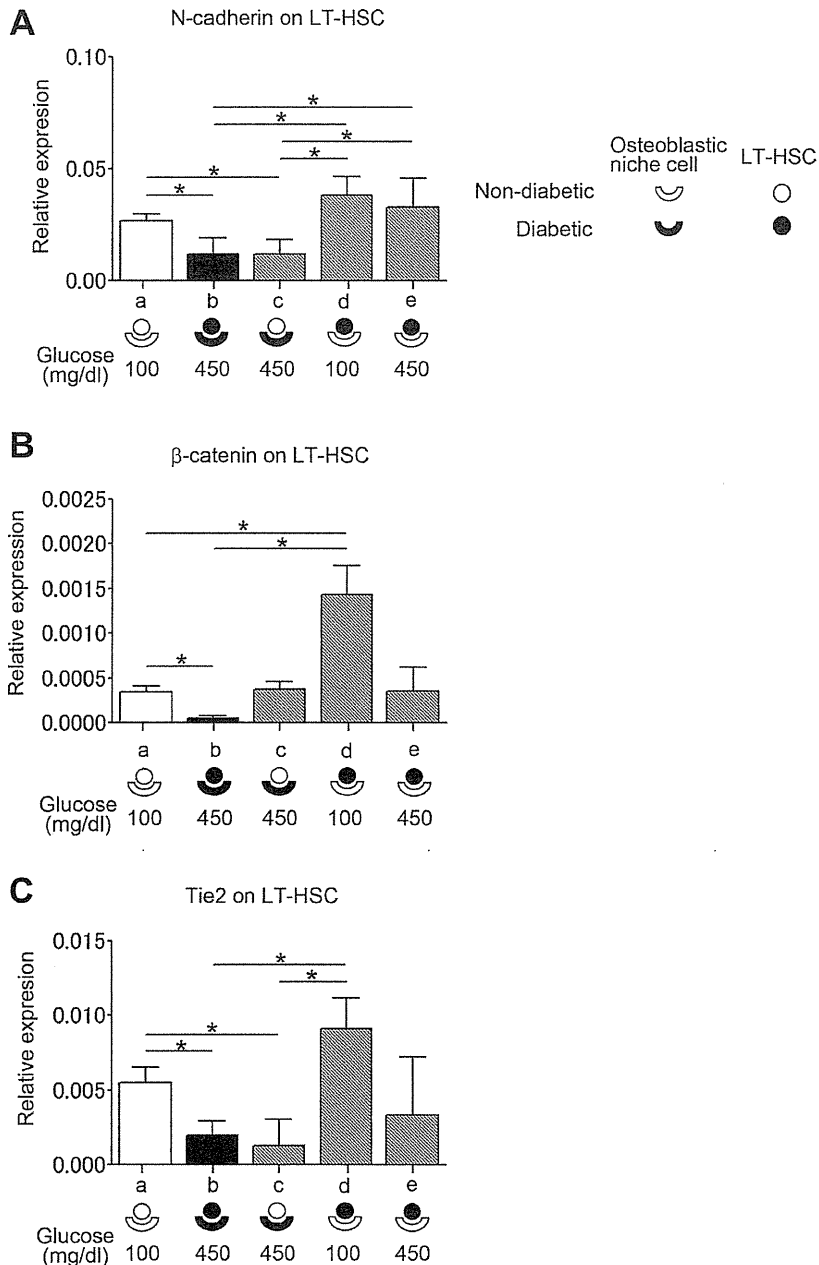 A
N-cadherin on LT-HSC
Relative expression
0.10
0.05
0.00
*
*
*
*
*
*
a b c d e
Glucose (mg/dl)
100 450 450 100 450
Osteoblastic niche cell
LT-HSC
Non-diabetic
Diabetic
B
β-catenin on LT-HSC
Relative expression
0.0025
0.0020
0.0015
0.0010
0.0005
0.0000
*
*
*
a b c d e
Glucose (mg/dl)
100 450 450 100 450
C
Tie2 on LT-HSC
Relative expresion
0.015
0.010
0.005
0.000
*
*
*
*
a b c d e
Glucose (mg/dl)
100 450 450 100 450